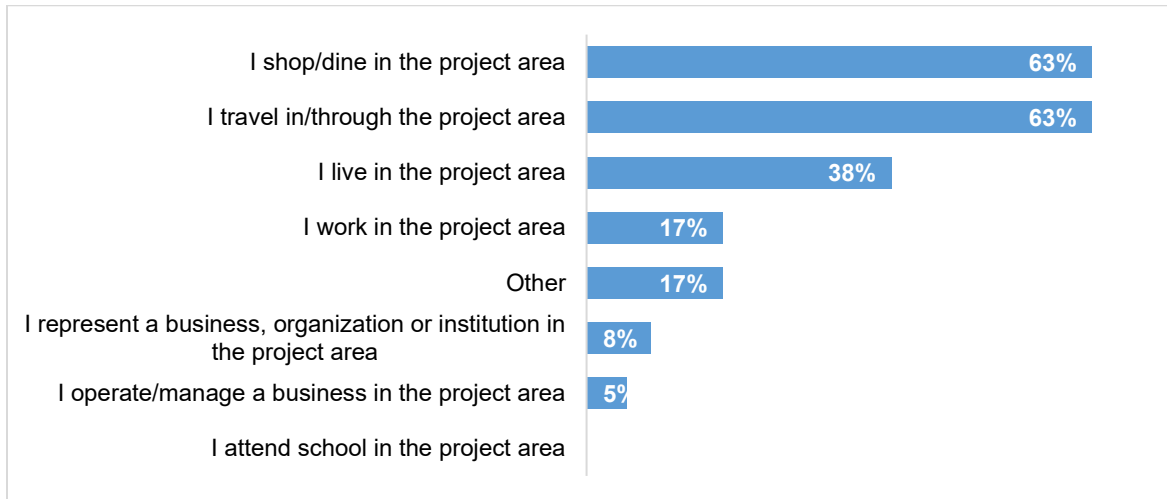 I shop/dine in the project area
63%
I travel in/through the project area
63%
I live in the project area
38%
I work in the project area
17%
Other
17%
I represent a business, organization or institution in
the project area
8%
I operate/manage a business in the project area
5%
I attend school in the project area